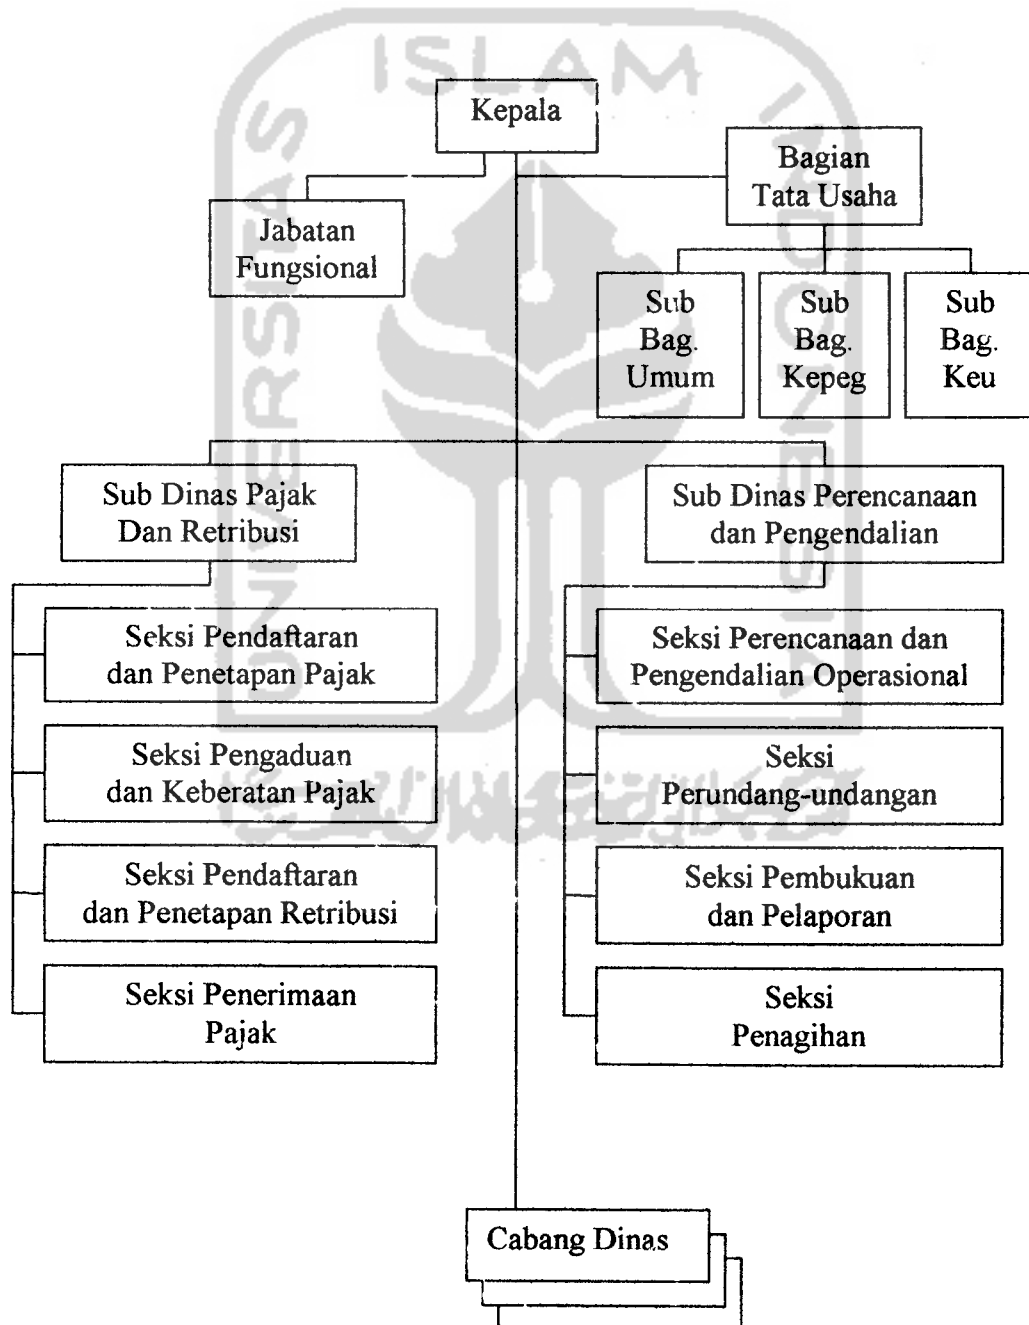 ISLAM
UNIVERSITAS
INDONESIA
Kepala
Bagian
Tata Usaha
Jabatan
Fungsional
Sub
Bag.
Umum
Sub
Bag.
Kepeg
Sub
Bag.
Keu
Sub Dinas Pajak
Dan Retribusi
Sub Dinas Perencanaan
dan Pengendalian
Seksi Pendaftaran
dan Penetapan Pajak
Seksi Perencanaan dan
Pengendalian Operasional
Seksi Pengaduan
dan Keberatan Pajak
Seksi
Perundang-undangan
Seksi Pendaftaran
dan Penetapan Retribusi
Seksi Pembukuan
dan Pelaporan
Seksi Penerimaan
Pajak
Seksi
Penagihan
Cabang Dinas